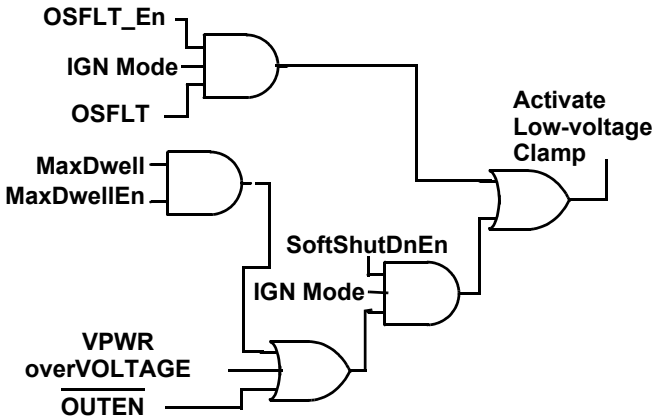 OSFLT_En
IGN Mode
OSFLT
Activate
Low-voltage
Clamp
MaxDwell
MaxDwellEn
SoftShutDnEn
IGN Mode
VPWR
overVOLTAGE
OUTEN